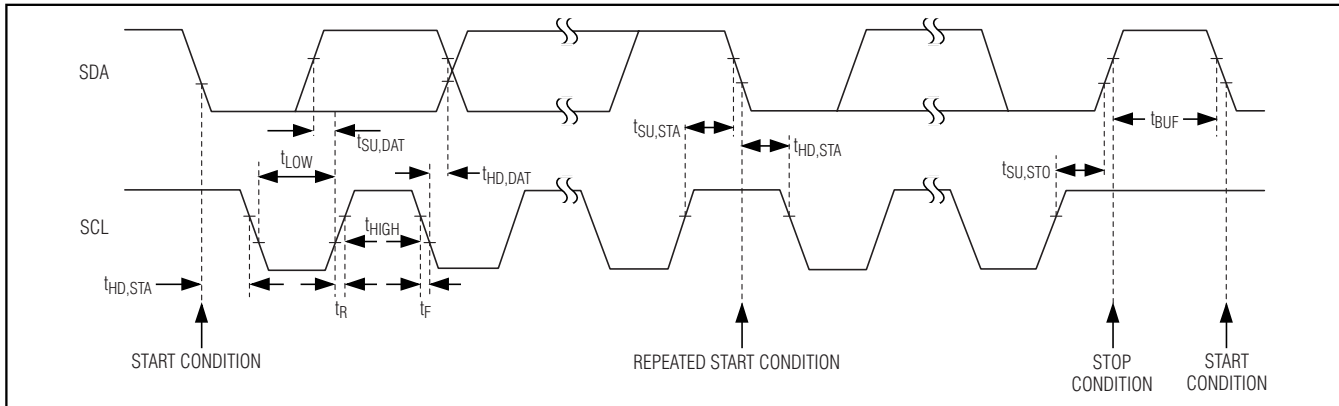 SDA
tSU,DAT
tLOW
tHD,DAT
tSU,STA
tHD,STA
tBUF
tSU,STO
SCL
tHIGH
tHD,STA
tR
tF
START CONDITION
REPEATED START CONDITION
STOP
CONDITION
START
CONDITION